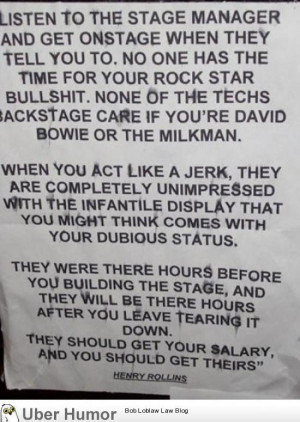 LISTEN TO THE STAGE MANAGER
AND GET ONSTAGE WHEN THEY
TELL YOU TO. NO ONE HAS THE
TIME FOR YOUR ROCK STAR
BULLSHIT. NONE OF THE TECHS
BACKSTAGE CARE IF YOU'RE DAVID
BOWIE OR THE MILKMAN.
WHEN YOU ACT LIKE A JERK, THEY
ARE COMPLETELY UNIMPRESSED
WITH THE INFANTILE DISPLAY THAT
YOU MIGHT THINK COMES WITH
YOUR DUBIOUS STATUS.
THEY WERE THERE HOURS BEFORE
YOU BUILDING THE STAGE, AND
THEY WILL BE THERE HOURS
AFTER YOU LEAVE TEARING IT
DOWN.
THEY SHOULD GET YOUR SALARY,
AND YOU SHOULD GET THEIRS"
HENRY ROLLINS
Uber Humor
Bob Loblaw Law Blog